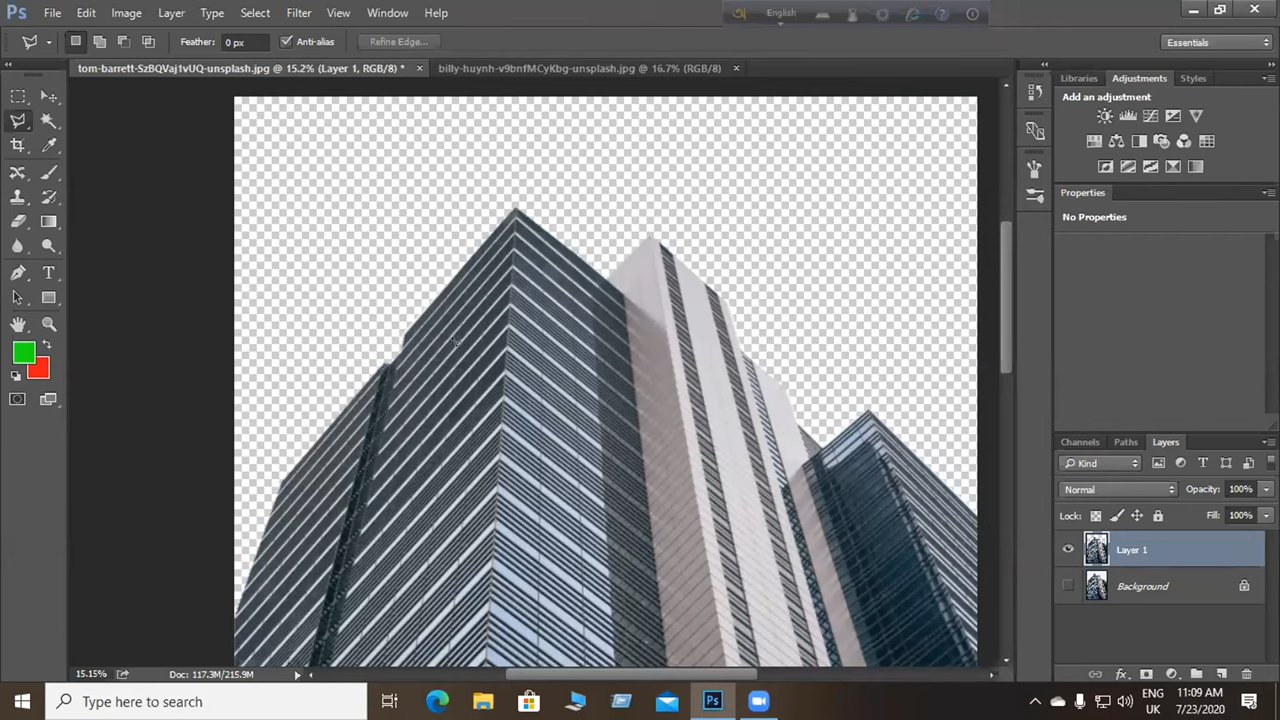 Ps File Edit Image Layer Type Select Filter View Window Help
English
Feather: 0 px Anti-alias Refine Edge... Essentials
tom-barrett-SzBQVaj1vUQ-unsplash.jpg @ 15.2% (Layer 1, RGB/8) * × billy-huynh-v9bnfMCyKbg-unsplash.jpg @ 16.7% (RGB/8) ×
Libraries Adjustments Styles
Add an adjustment
Properties
No Properties
Channels Paths Layers
Kind
Normal Opacity: 100%
Lock: Fill: 100%
Layer 1
Background
15.15% Doc: 117.3M/215.9M
Type here to search
Ps
ENG
UK
11:09 AM
7/23/2020